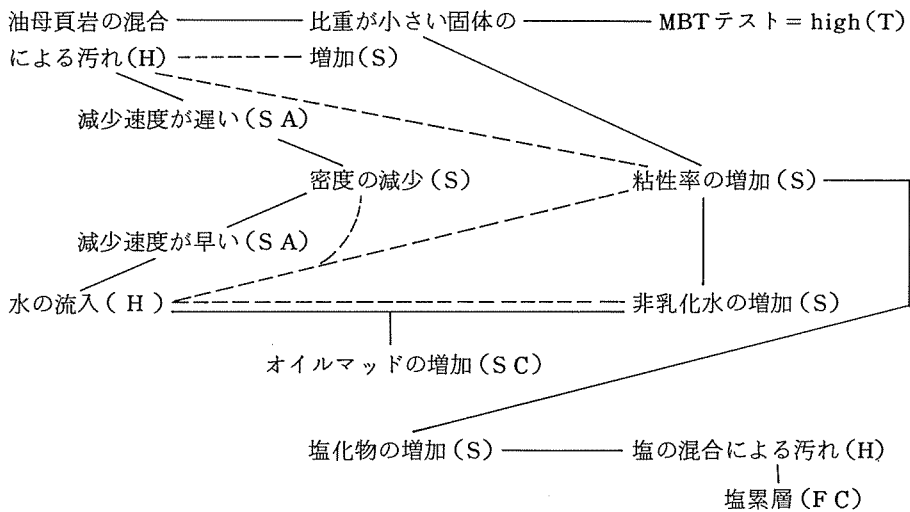 油母頁岩の混合 比重が小さい固体の MBTテスト=high(T)
による汚れ(H) 増加(S)
減少速度が遅い(SA)
密度の減少(S) 粘性率の増加(S)
減少速度が早い(SA)
水の流入(H) 非乳化水の増加(S)
オイルマッドの増加(SC)
塩化物の増加(S) 塩の混合による汚れ(H)
塩累層(FC)